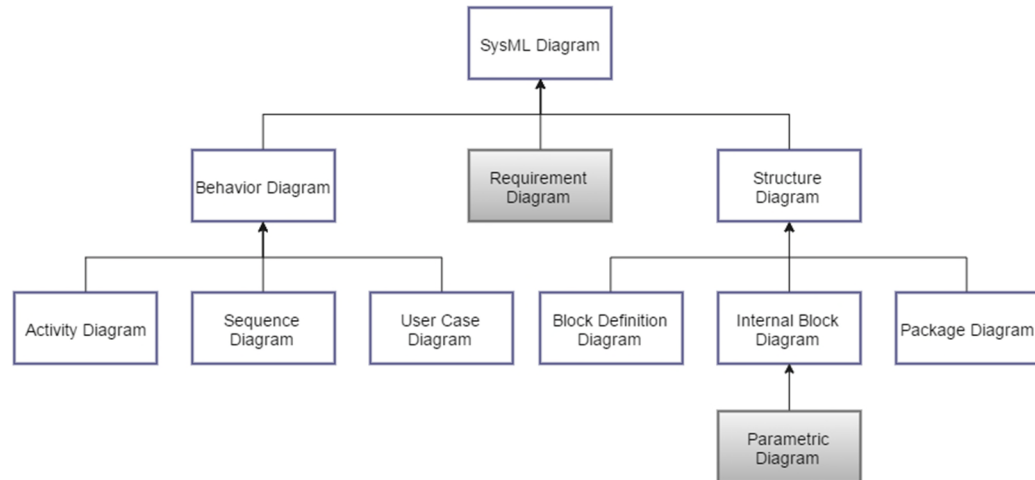 SysML Diagram
Behavior Diagram
Requirement
Diagram
Structure
Diagram
Activity Diagram
Sequence
Diagram
User Case
Diagram
Block Definition
Diagram
Internal Block
Diagram
Package Diagram
Parametric
Diagram